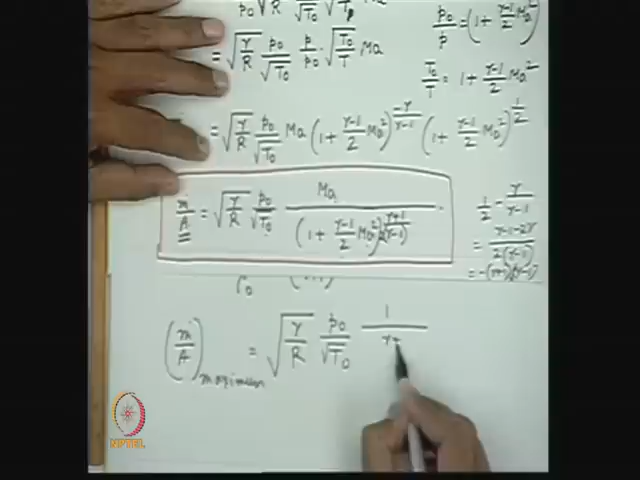 p₀√R √T₀ √T
p₀/p = (1 + (γ-1)/2 Ma²)
= √(γ/R) p₀/√T₀ p/p₀ · √(T₀/T) Ma
T₀/T = 1 + (γ-1)/2 Ma²
= √(γ/R) p₀/√T₀ Ma (1 + (γ-1)/2 Ma²)^(-γ/(γ-1)) (1 + (γ-1)/2 Ma²)^(1/2)
ṁ/A = √(γ/R) p₀/√T₀ Ma/(1 + (γ-1)/2 Ma²)^((γ+1)/2(γ-1)) .
1/2 - γ/(γ-1)
= (γ-1-2γ)/2(γ-1)
= -(γ+1)/2(γ-1)
(ṁ/A)maximum = √(γ/R) p₀/√T₀ 1/γ+
NPTEL